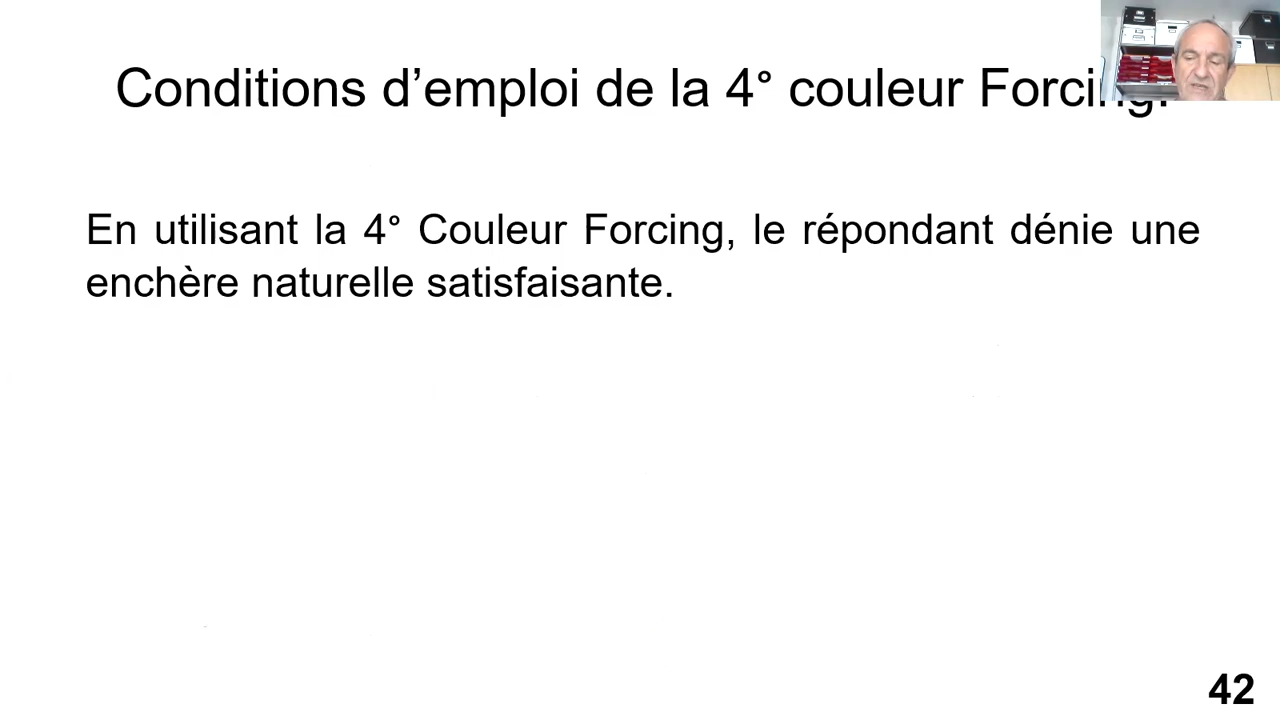 Conditions d’emploi de la 4° couleur Forcing.
En utilisant la 4° Couleur Forcing, le répondant dénie une
enchère naturelle satisfaisante.
42